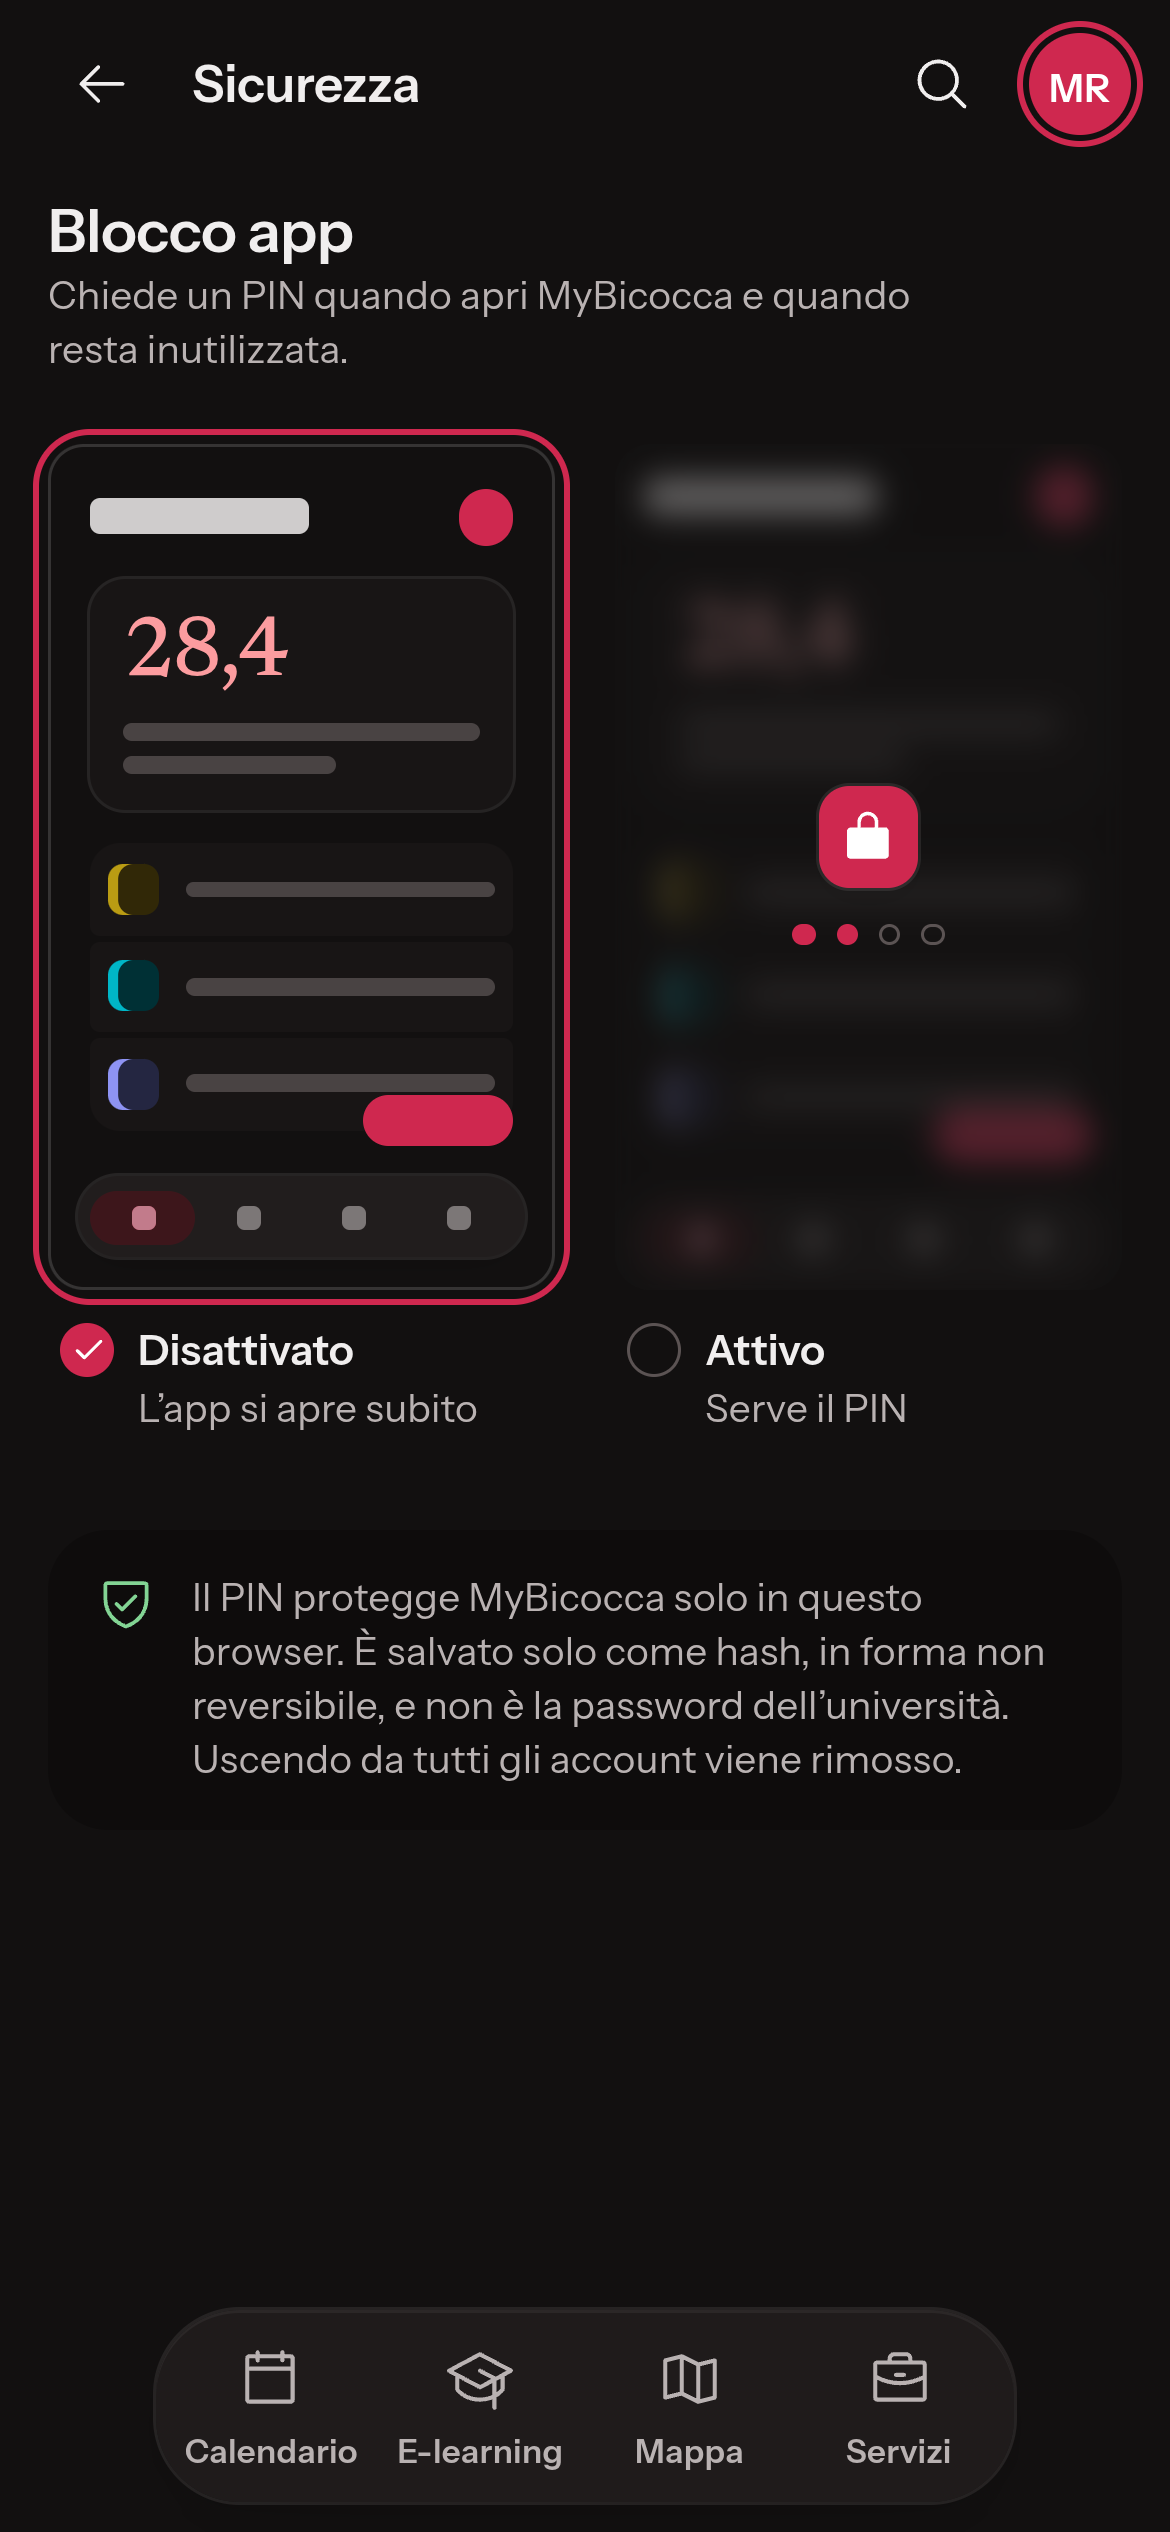 Sicurezza
MR
Blocco app
Chiede un PIN quando apri MyBicocca e quando
resta inutilizzata.
28,4
28,4
Disattivato
L’app si apre subito
Attivo
Serve il PIN
Il PIN protegge MyBicocca solo in questo
browser. È salvato solo come hash, in forma non
reversibile, e non è la password dell’università.
Uscendo da tutti gli account viene rimosso.
Calendario
E-learning
Mappa
Servizi